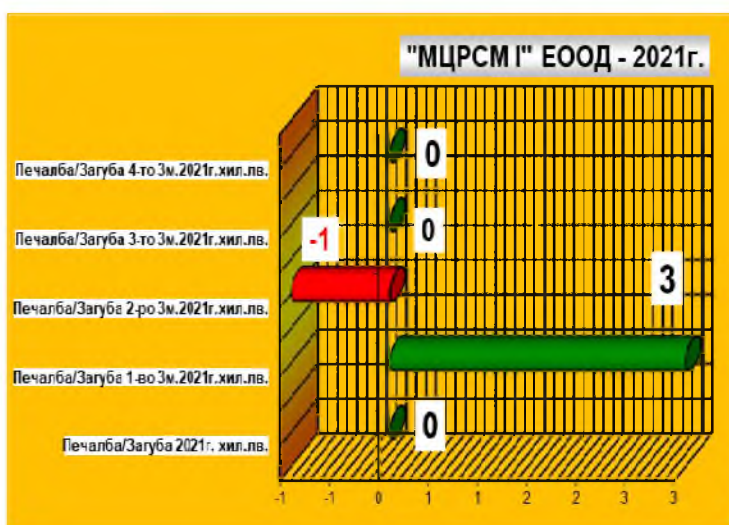 "МЦРСМ I" ЕООД - 2021г.
Печалба/Загуба 4-то 3м.2021г.хил.лв.
0
Печалба/Загуба 3-то 3м.2021г.хил.лв.
0
-1
Печалба/Загуба 2-ро 3м.2021г.хил.лв.
3
Печалба/Загуба 1-во 3м.2021г.хил.лв.
Печалба/Загуба 2021г. хил.лв.
0
-1 -1 0 1 1 2 2 3 3